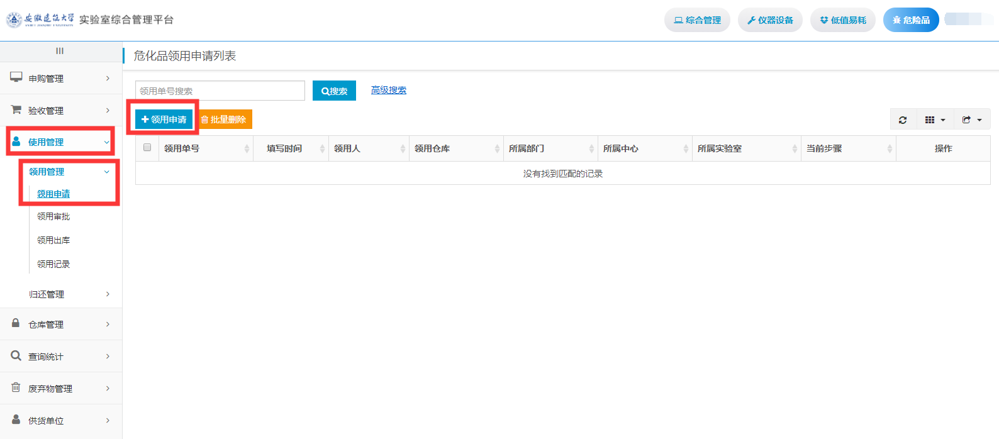 安徽建筑大学 实验室综合管理平台
ANHUI JIANZHU UNIVERSITY
综合管理
仪器设备
低值易耗
危险品
申购管理
验收管理
使用管理
领用管理
领用申请
领用审批
领用出库
领用记录
归还管理
仓库管理
查询统计
废弃物管理
供货单位
危化品领用申请列表
领用单号搜索
搜索
高级搜索
领用申请
批量删除
领用单号 填写时间 领用人 领用仓库 所属部门 所属中心 所属实验室 当前步骤 操作
没有找到匹配的记录